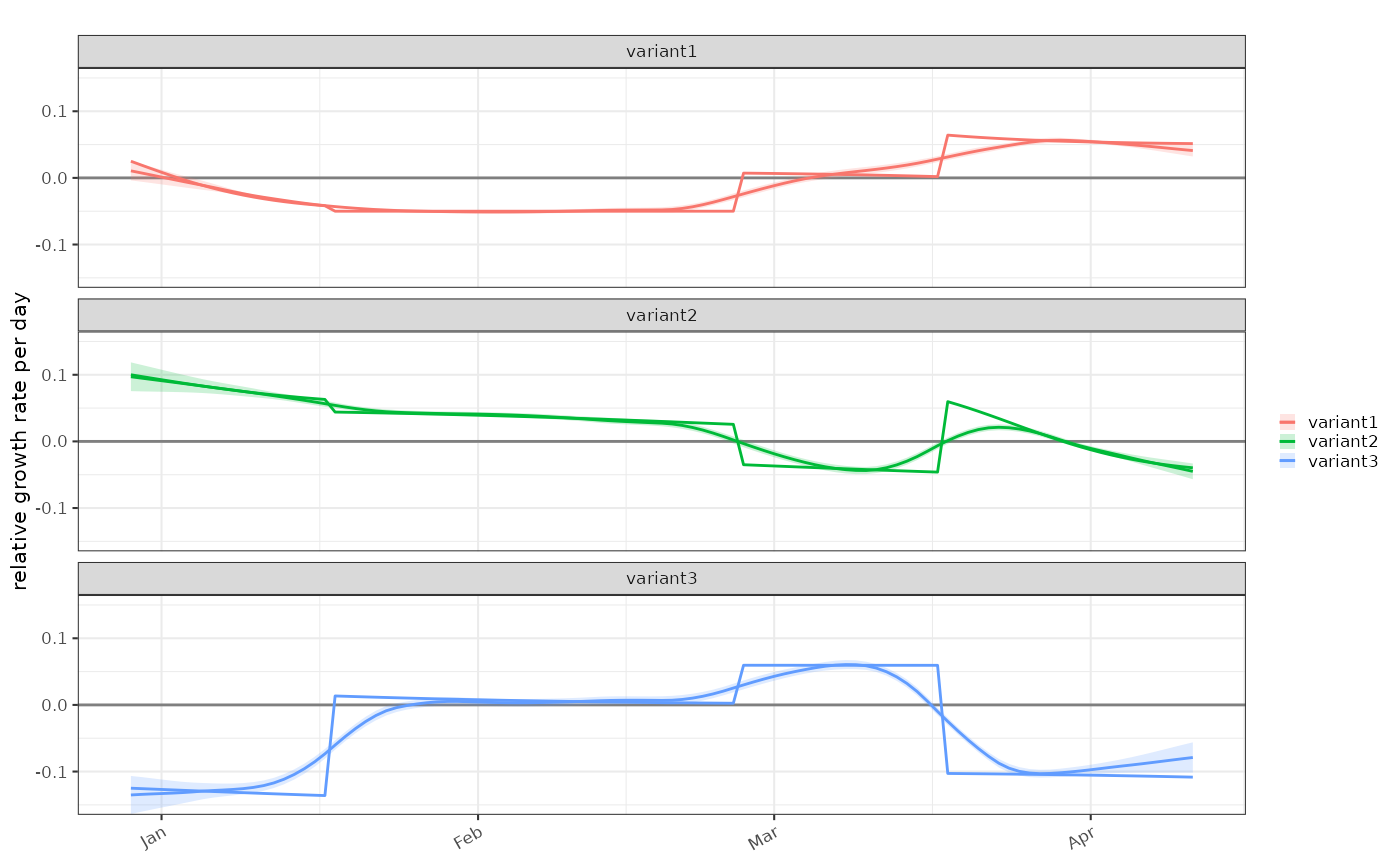 variant1
0.1
0.0
-0.1
variant2
0.1
0.0
-0.1
variant3
0.1
0.0
-0.1
Jan
Feb
Mar
Apr
relative growth rate per day
variant1
variant2
variant3